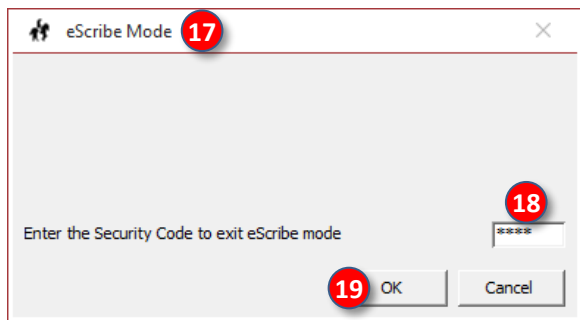 eScribe Mode 17
18
Enter the Security Code to exit eScribe mode ****
19 OK Cancel